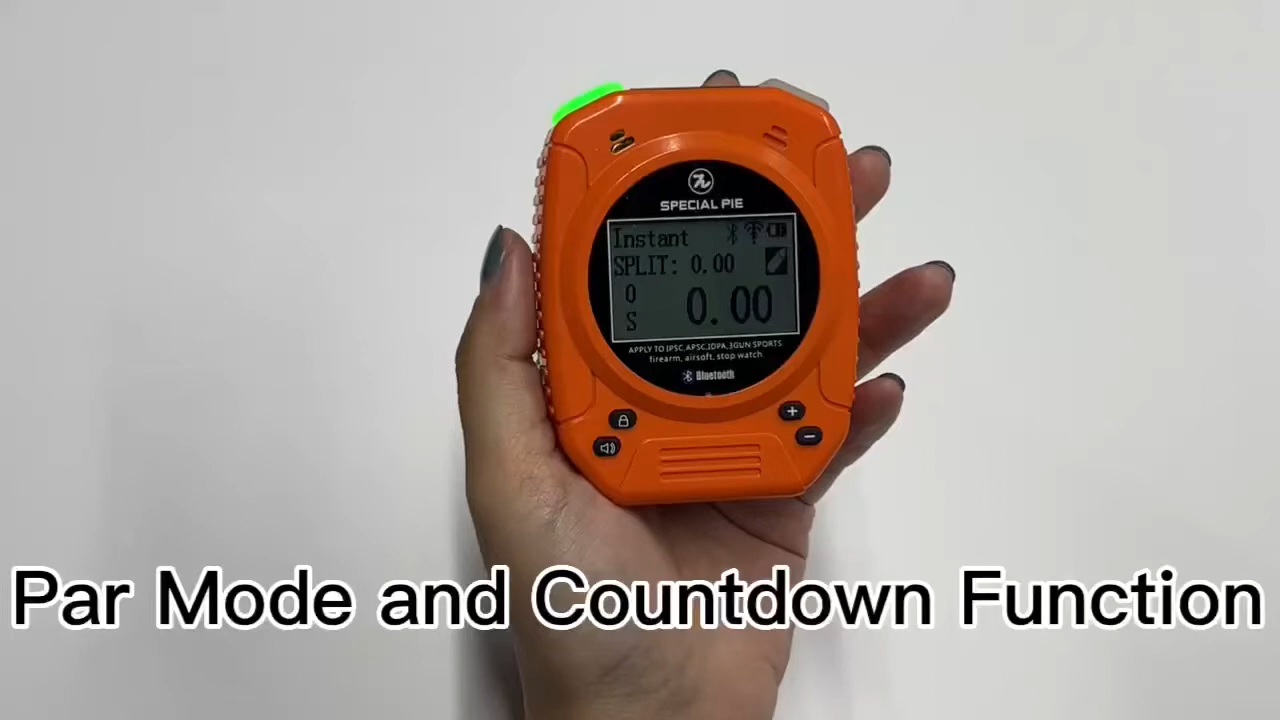 SPECIAL PIE
Instant
SPLIT: 0.00
0
S
0.00
APPLY TO IPSC,APSC,IDPA,3GUN SPORTS
firearm, airsoft, stop watch.
Bluetooth
+
-
Par Mode and Countdown Function